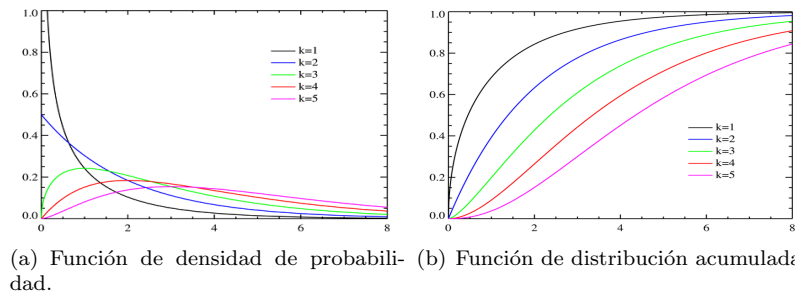 1.0
0.8
0.6
0.4
0.2
0.0
0 2 4 6 8
k=1
k=2
k=3
k=4
k=5
1.0
0.8
0.6
0.4
0.2
0.0
0 2 4 6 8
k=1
k=2
k=3
k=4
k=5
(a) Función de densidad de probabili-
dad.
(b) Función de distribución acumulada